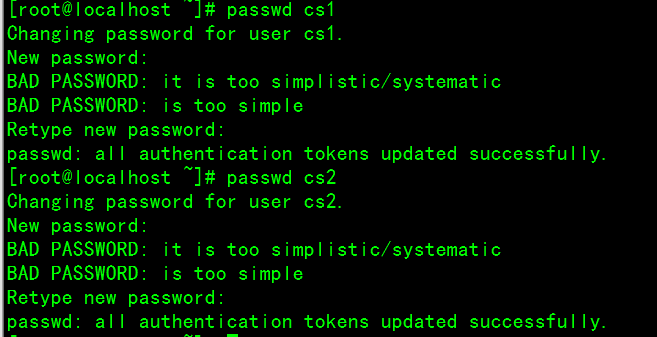 [root@localhost ~]# passwd cs1
Changing password for user cs1.
New password:
BAD PASSWORD: it is too simplistic/systematic
BAD PASSWORD: is too simple
Retype new password:
passwd: all authentication tokens updated successfully.
[root@localhost ~]# passwd cs2
Changing password for user cs2.
New password:
BAD PASSWORD: it is too simplistic/systematic
BAD PASSWORD: is too simple
Retype new password:
passwd: all authentication tokens updated successfully.